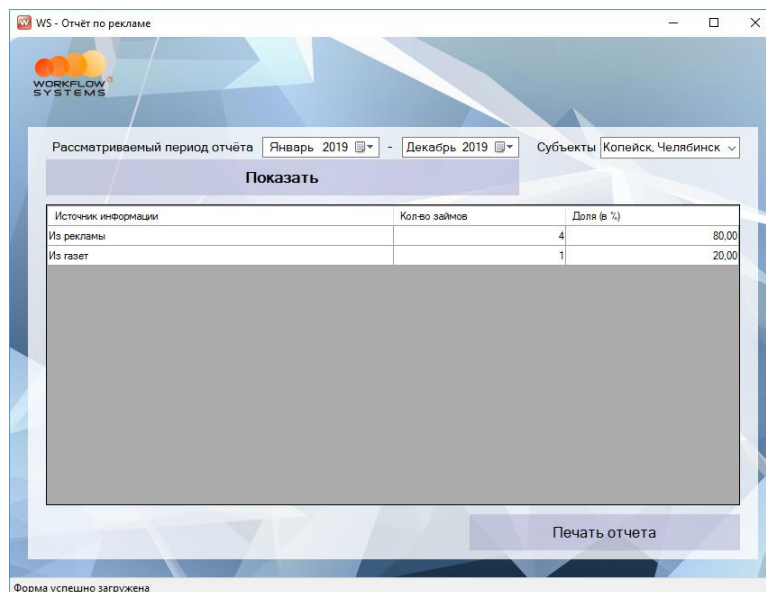 WS - Отчёт по рекламе
WORKFLOW
SYSTEMS
Рассматриваемый период отчёта Январь 2019 - Декабрь 2019 Субъекты Копейск, Челябинск
Показать
Источник информации Кол-во займов Доля (в %)
Из рекламы 4 80,00
Из газет 1 20,00
Печать отчета
Форма успешно загружена